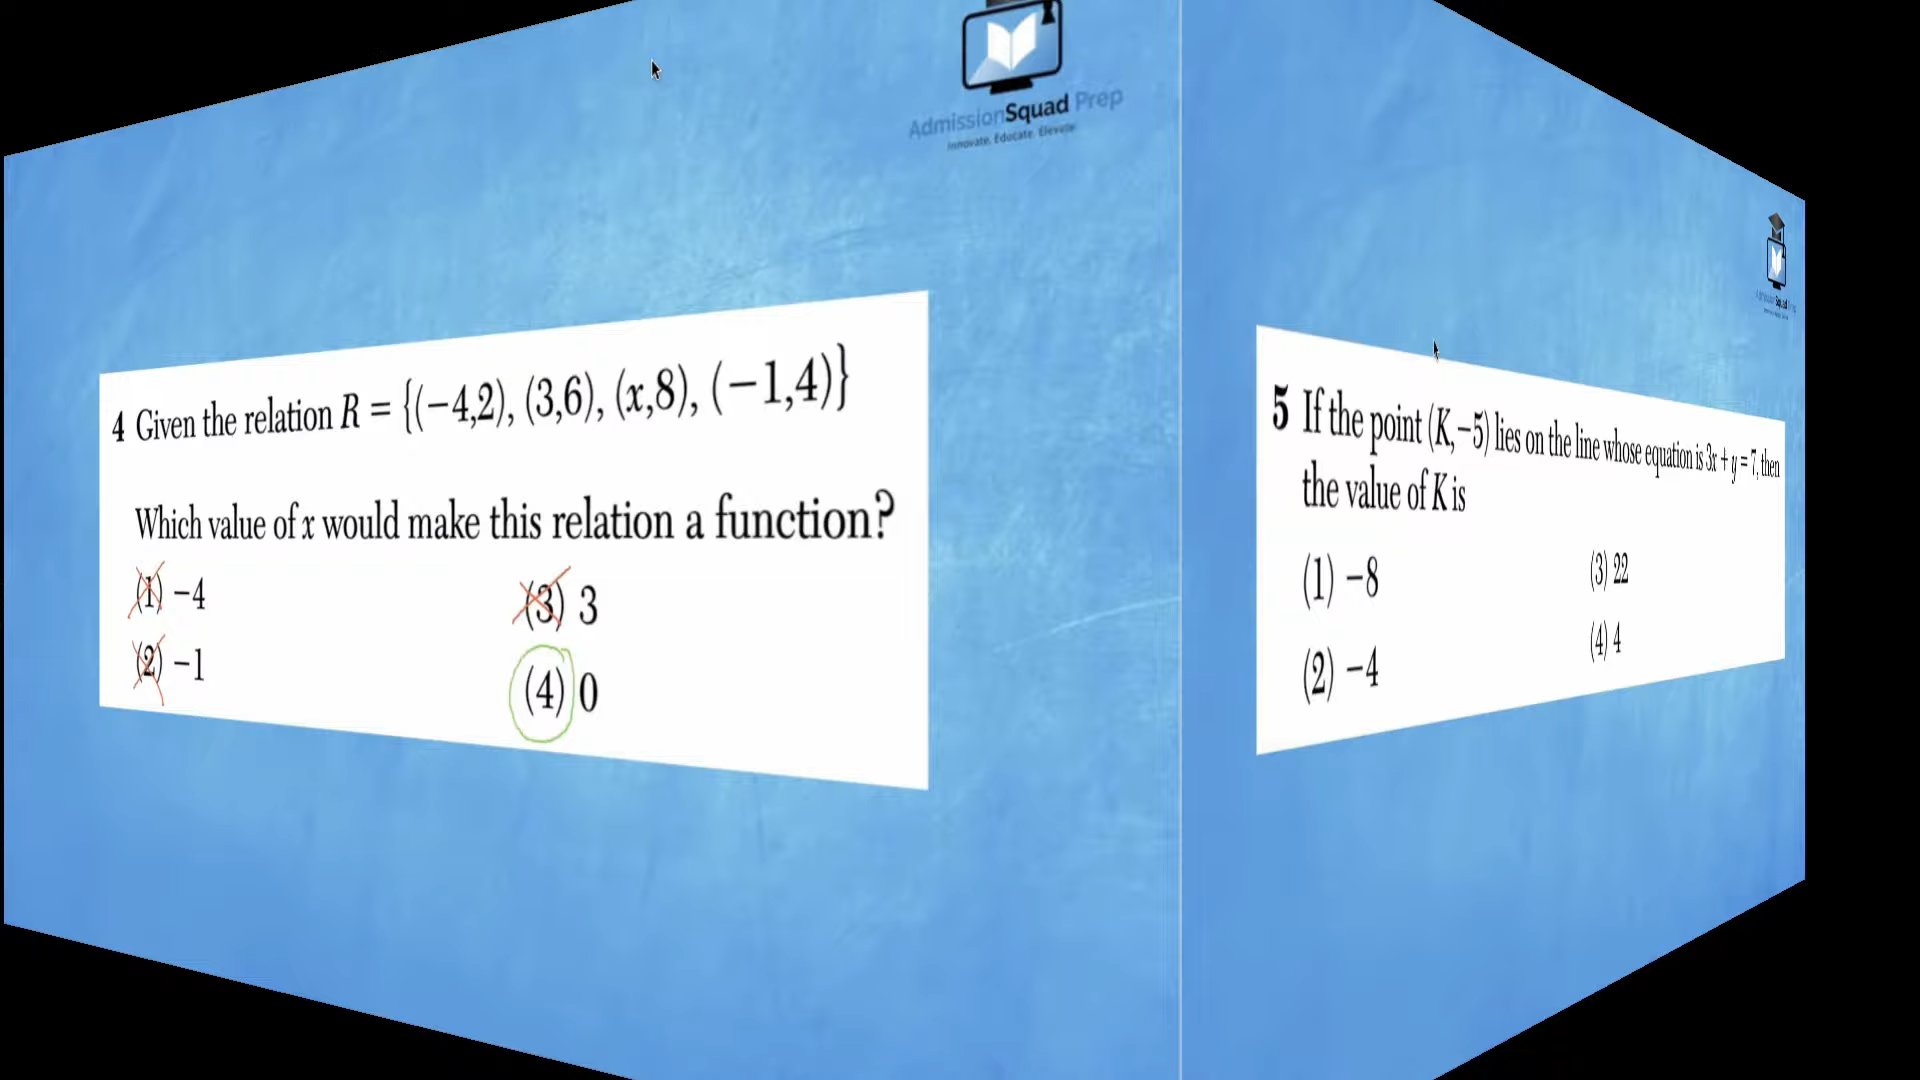 AdmissionSquad Prep
Innovate. Educate. Elevate
4 Given the relation R = {(−4,2), (3,6), (x,8), (−1,4)}
Which value of x would make this relation a function?
(1) −4
(3) 3
(2) −1
(4) 0
5 If the point (K,−5) lies on the line whose equation is 3x + y = 7, then
the value of K is
(1) −8
(3) 22
(2) −4
(4) 4